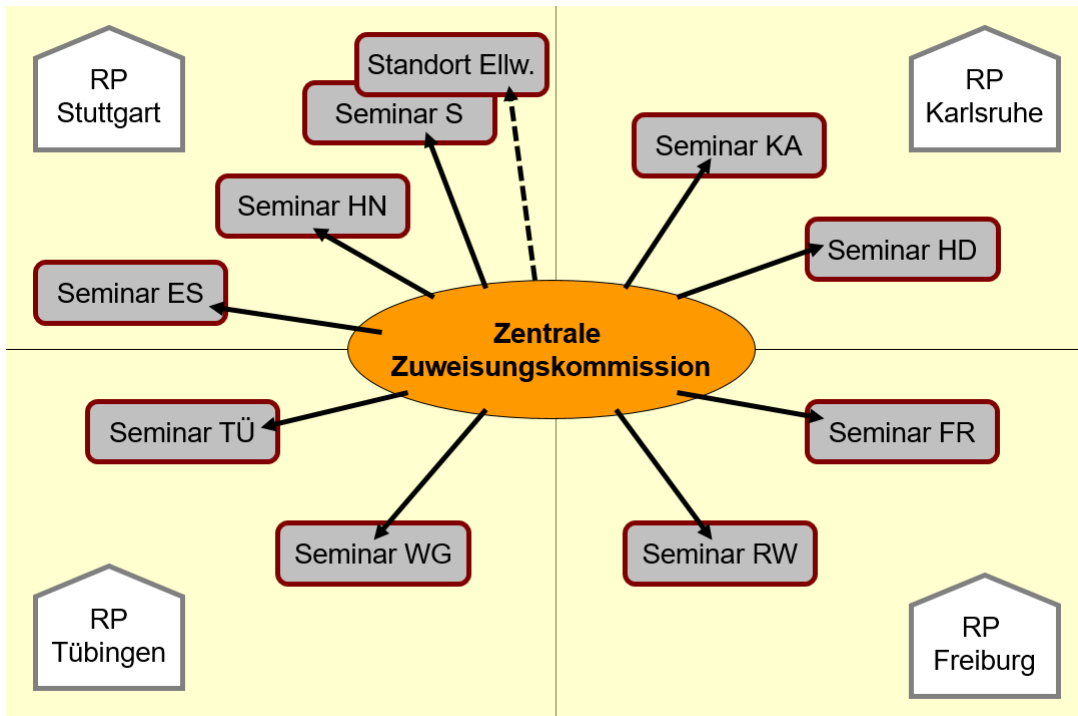 RP
Stuttgart
Standort Ellw.
Seminar S
Seminar HN
Seminar ES
RP
Karlsruhe
Seminar KA
Seminar HD
Zentrale
Zuweisungskommission
Seminar TÜ
Seminar WG
RP
Tübingen
Seminar FR
Seminar RW
RP
Freiburg